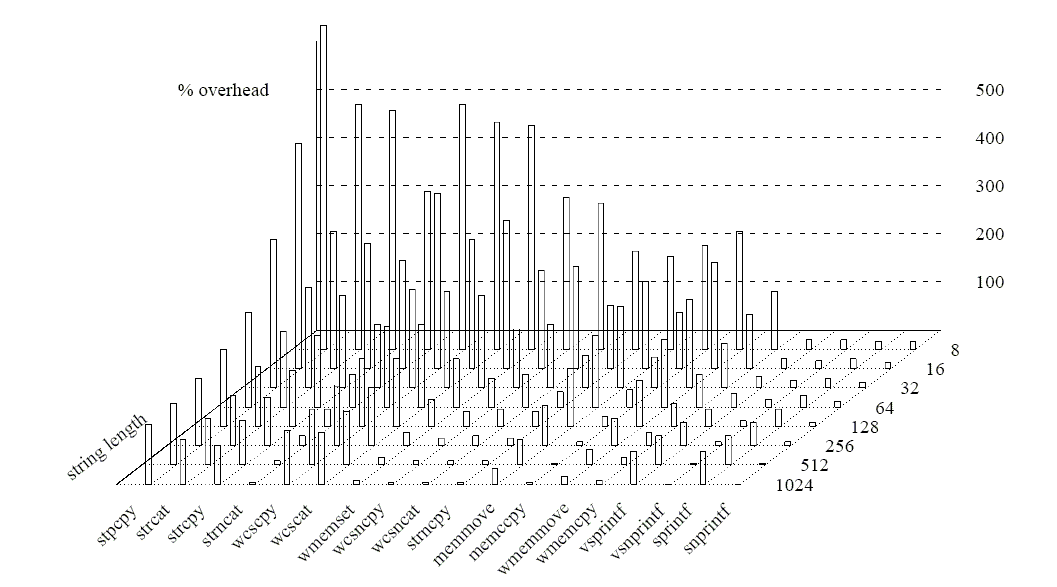 % overhead
500
400
300
200
100
8
16
32
64
128
256
512
1024
string length
stpcpy
strcat
strcpy
strncat
wcscpy
wcscat
wmemset
wcsncpy
wcsncat
strncpy
memmove
memccpy
wmemmove
wmemcpy
vsprintf
vsnprintf
sprintf
snprintf